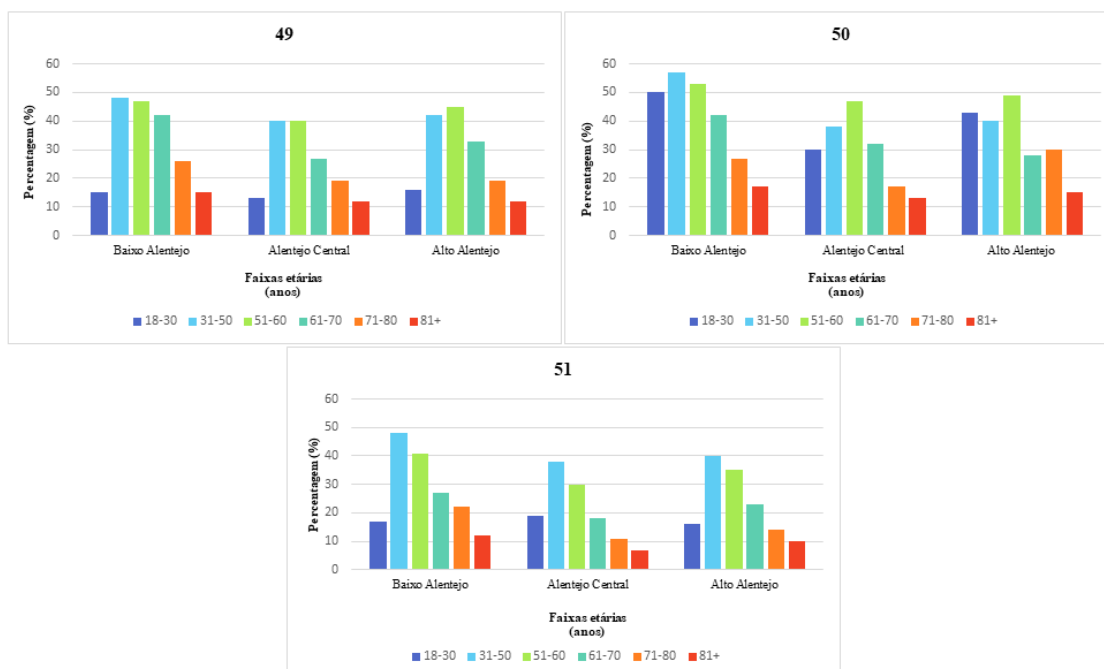 49
Percentagem (%)
60
50
40
30
20
10
0
Baixo Alentejo Alentejo Central Alto Alentejo
Faixas etárias
(anos)
18-30 31-50 51-60 61-70 71-80 81+
50
Percentagem (%)
60
50
40
30
20
10
0
Baixo Alentejo Alentejo Central Alto Alentejo
Faixas etárias
(anos)
18-30 31-50 51-60 61-70 71-80 81+
51
Percentagem (%)
60
50
40
30
20
10
0
Baixo Alentejo Alentejo Central Alto Alentejo
Faixas etárias
(anos)
18-30 31-50 51-60 61-70 71-80 81+